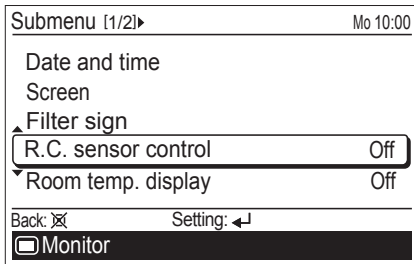 Submenu [1/2]▶ Mo 10:00
Date and time
Screen
▲Filter sign
R.C. sensor control Off
▼Room temp. display Off
Back: Setting: ↵
Monitor